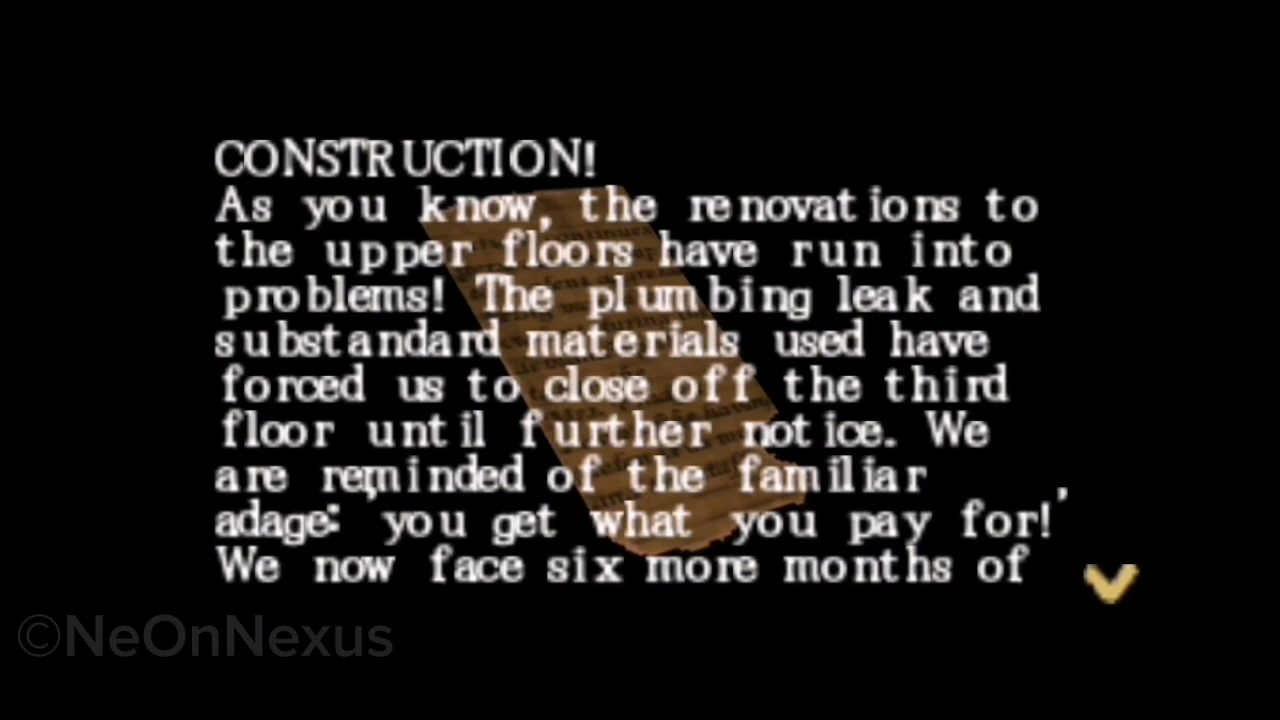 CONSTRUCTION!
As you know, the renovations to
the upper floors have run into
problems! The plumbing leak and
substandard materials used have
forced us to close off the third
floor until further notice. We
are reminded of the familiar
adage: 'you get what you pay for!'
We now face six more months of
©NeOnNexus